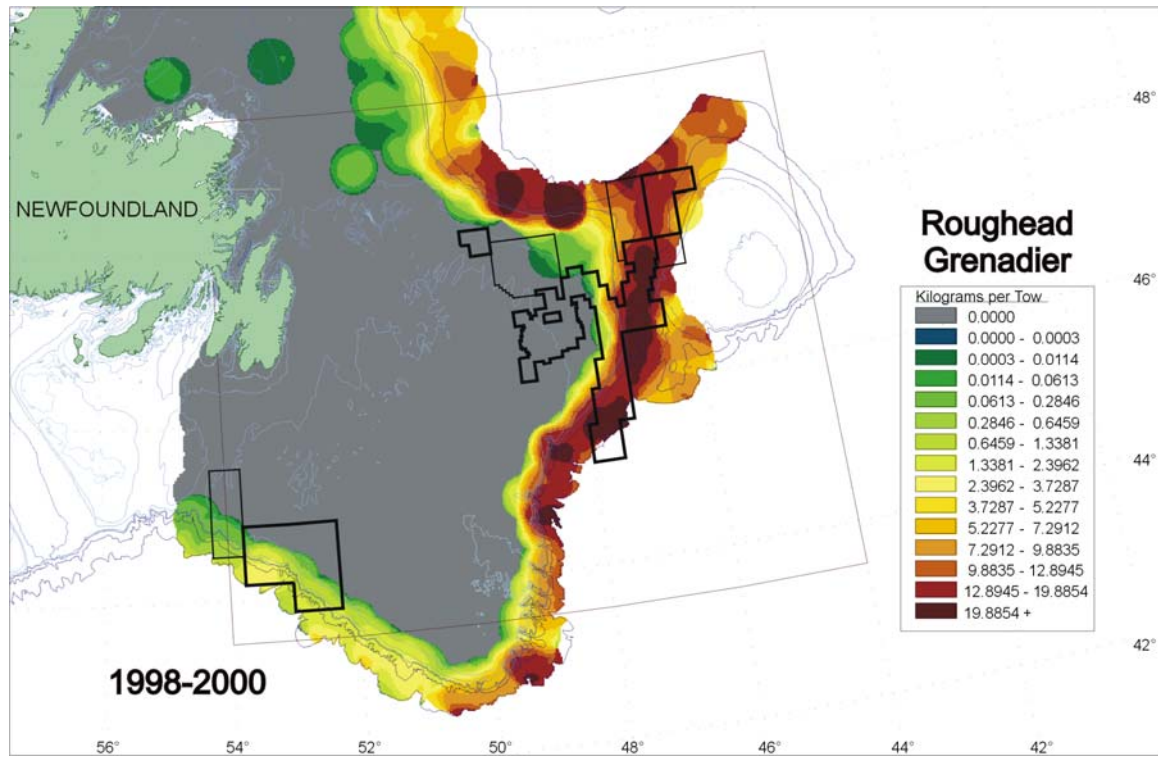 48°
NEWFOUNDLAND
Roughead
Grenadier
46°
Kilograms per Tow
0.0000
0.0000 - 0.0003
0.0003 - 0.0114
0.0114 - 0.0613
0.0613 - 0.2846
0.2846 - 0.6459
0.6459 - 1.3381
1.3381 - 2.3962
2.3962 - 3.7287
3.7287 - 5.2277
5.2277 - 7.2912
7.2912 - 9.8835
9.8835 - 12.8945
12.8945 - 19.8854
19.8854 +
44°
42°
1998-2000
56° 54° 52° 50° 48° 46° 44° 42°